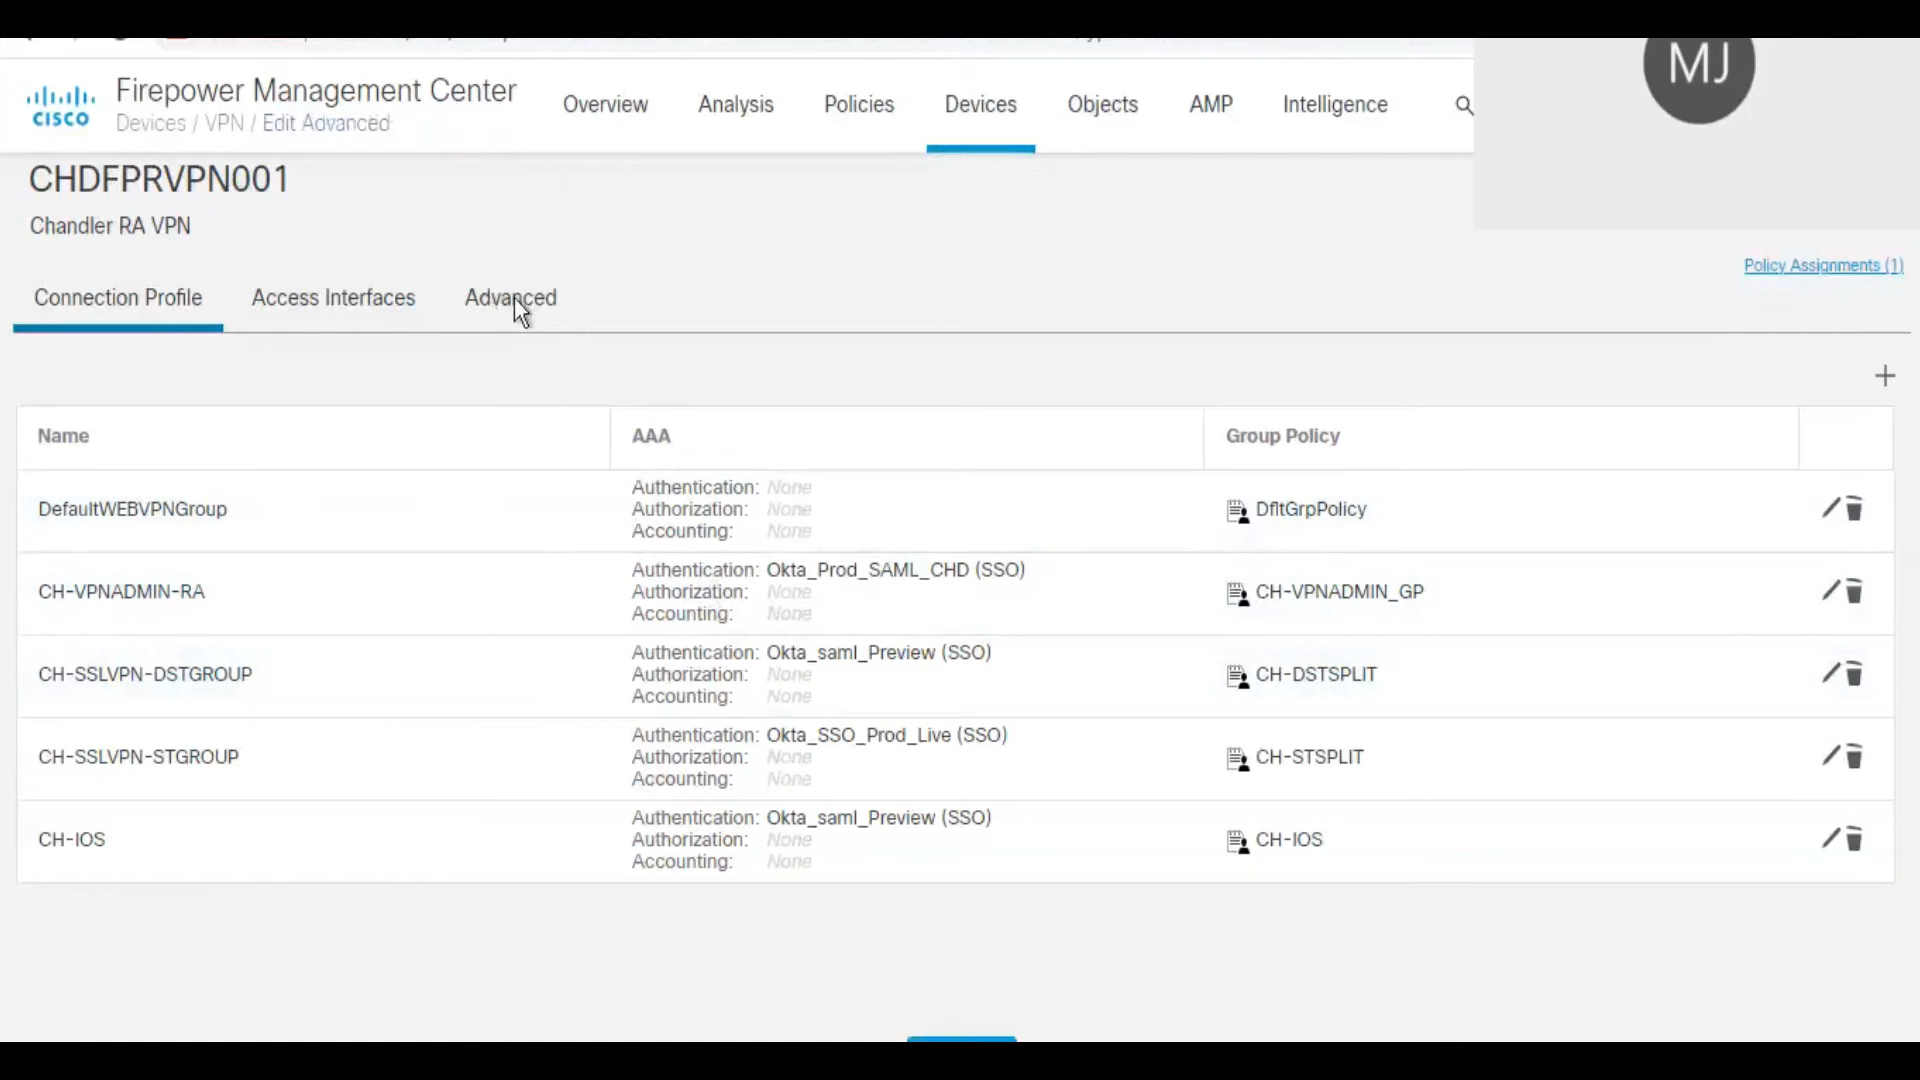 MJ
CISCO
Firepower Management Center
Devices / VPN / Edit Advanced
Overview
Analysis
Policies
Devices
Objects
AMP
Intelligence
CHDFPRVPN001
Chandler RA VPN
Policy Assignments (1)
Connection Profile
Access Interfaces
Advanced
Name
AAA
Group Policy
DefaultWEBVPNGroup
Authentication: None
Authorization: None
Accounting: None
DfltGrpPolicy
CH-VPNADMIN-RA
Authentication: Okta_Prod_SAML_CHD (SSO)
Authorization: None
Accounting: None
CH-VPNADMIN_GP
CH-SSLVPN-DSTGROUP
Authentication: Okta_saml_Preview (SSO)
Authorization: None
Accounting: None
CH-DSTSPLIT
CH-SSLVPN-STGROUP
Authentication: Okta_SSO_Prod_Live (SSO)
Authorization: None
Accounting: None
CH-STSPLIT
CH-IOS
Authentication: Okta_saml_Preview (SSO)
Authorization: None
Accounting: None
CH-IOS